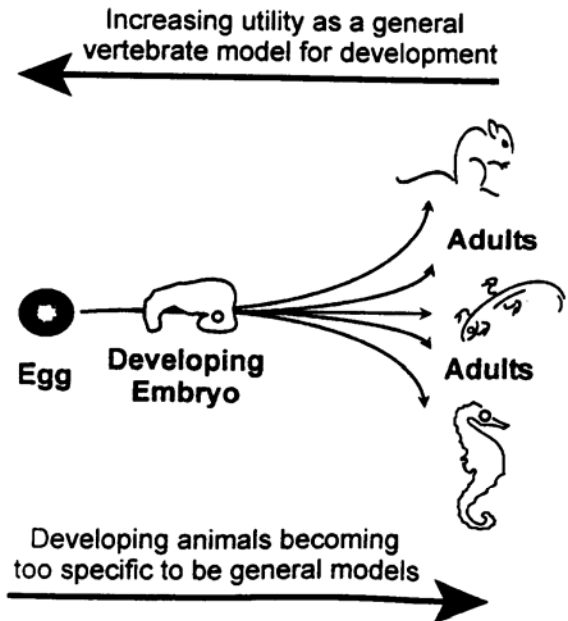 Increasing utility as a general
vertebrate model for development
Adults
Egg
Developing
Embryo
Adults
Developing animals becoming
too specific to be general models